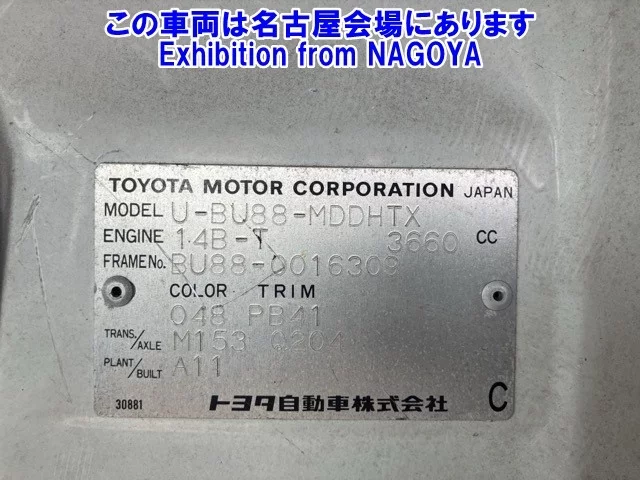 この車両は名古屋会場にあります
Exhibition from NAGOYA
TOYOTA MOTOR CORPORATION JAPAN
MODEL U-BU88-MDDHTX
ENGINE 14B-T 3660 CC
FRAME No. BU88-0016309
COLOR TRIM
048 PB41
TRANS./AXLE M153
PLANT/BUILT A11
30881 トヨタ自動車株式会社 C